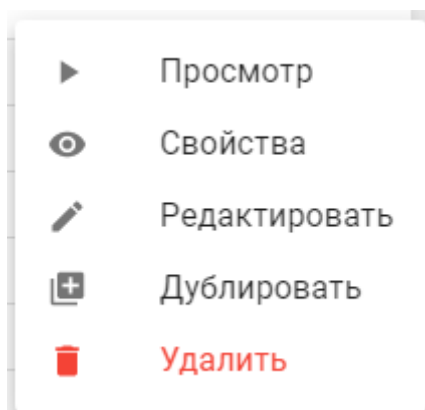 Просмотр
Свойства
Редактировать
Дублировать
Удалить